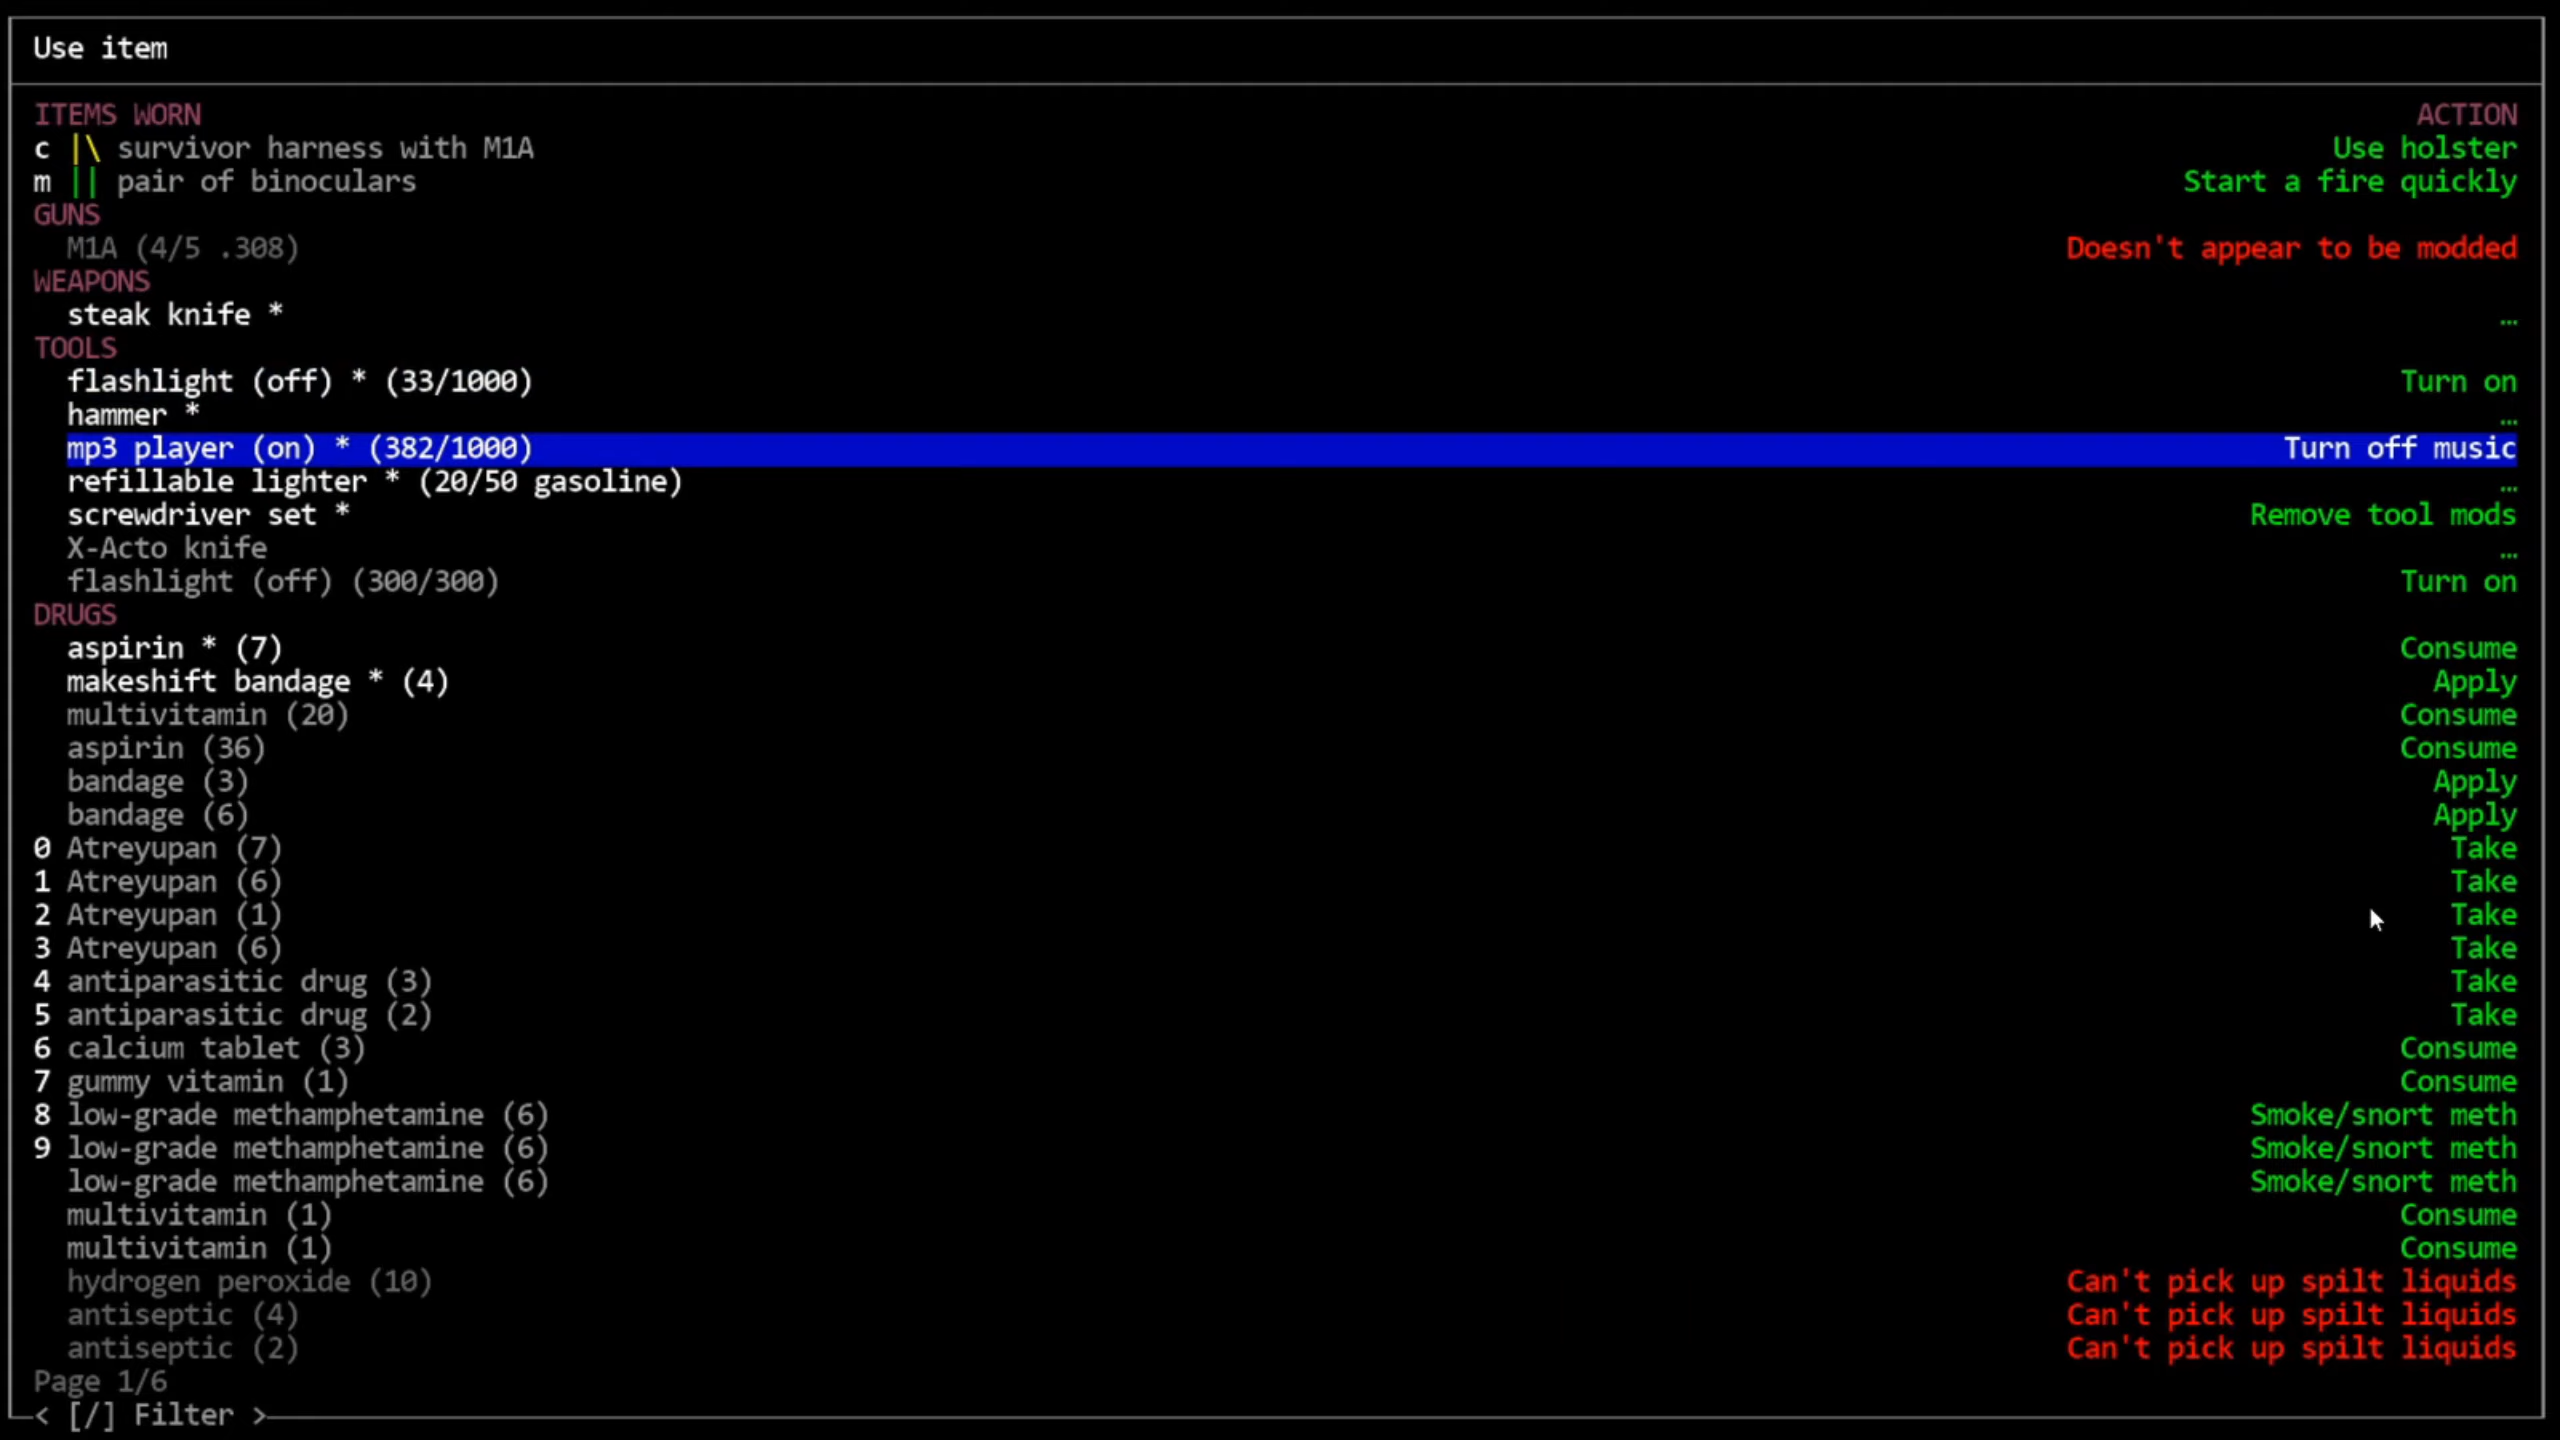 Use item
ITEMS WORN ACTION
c |\ survivor harness with M1A Use holster
m || pair of binoculars Start a fire quickly
GUNS
M1A (4/5 .308) Doesn't appear to be modded
WEAPONS
steak knife * …
TOOLS
flashlight (off) * (33/1000) Turn on
hammer * …
mp3 player (on) * (382/1000) Turn off music
refillable lighter * (20/50 gasoline) …
screwdriver set * Remove tool mods
X-Acto knife …
flashlight (off) (300/300) Turn on
DRUGS
aspirin * (7) Consume
makeshift bandage * (4) Apply
multivitamin (20) Consume
aspirin (36) Consume
bandage (3) Apply
bandage (6) Apply
0 Atreyupan (7) Take
1 Atreyupan (6) Take
2 Atreyupan (1) Take
3 Atreyupan (6) Take
4 antiparasitic drug (3) Take
5 antiparasitic drug (2) Take
6 calcium tablet (3) Consume
7 gummy vitamin (1) Consume
8 low-grade methamphetamine (6) Smoke/snort meth
9 low-grade methamphetamine (6) Smoke/snort meth
low-grade methamphetamine (6) Smoke/snort meth
multivitamin (1) Consume
multivitamin (1) Consume
hydrogen peroxide (10) Can't pick up spilt liquids
antiseptic (4) Can't pick up spilt liquids
antiseptic (2) Can't pick up spilt liquids
Page 1/6
< [/] Filter >